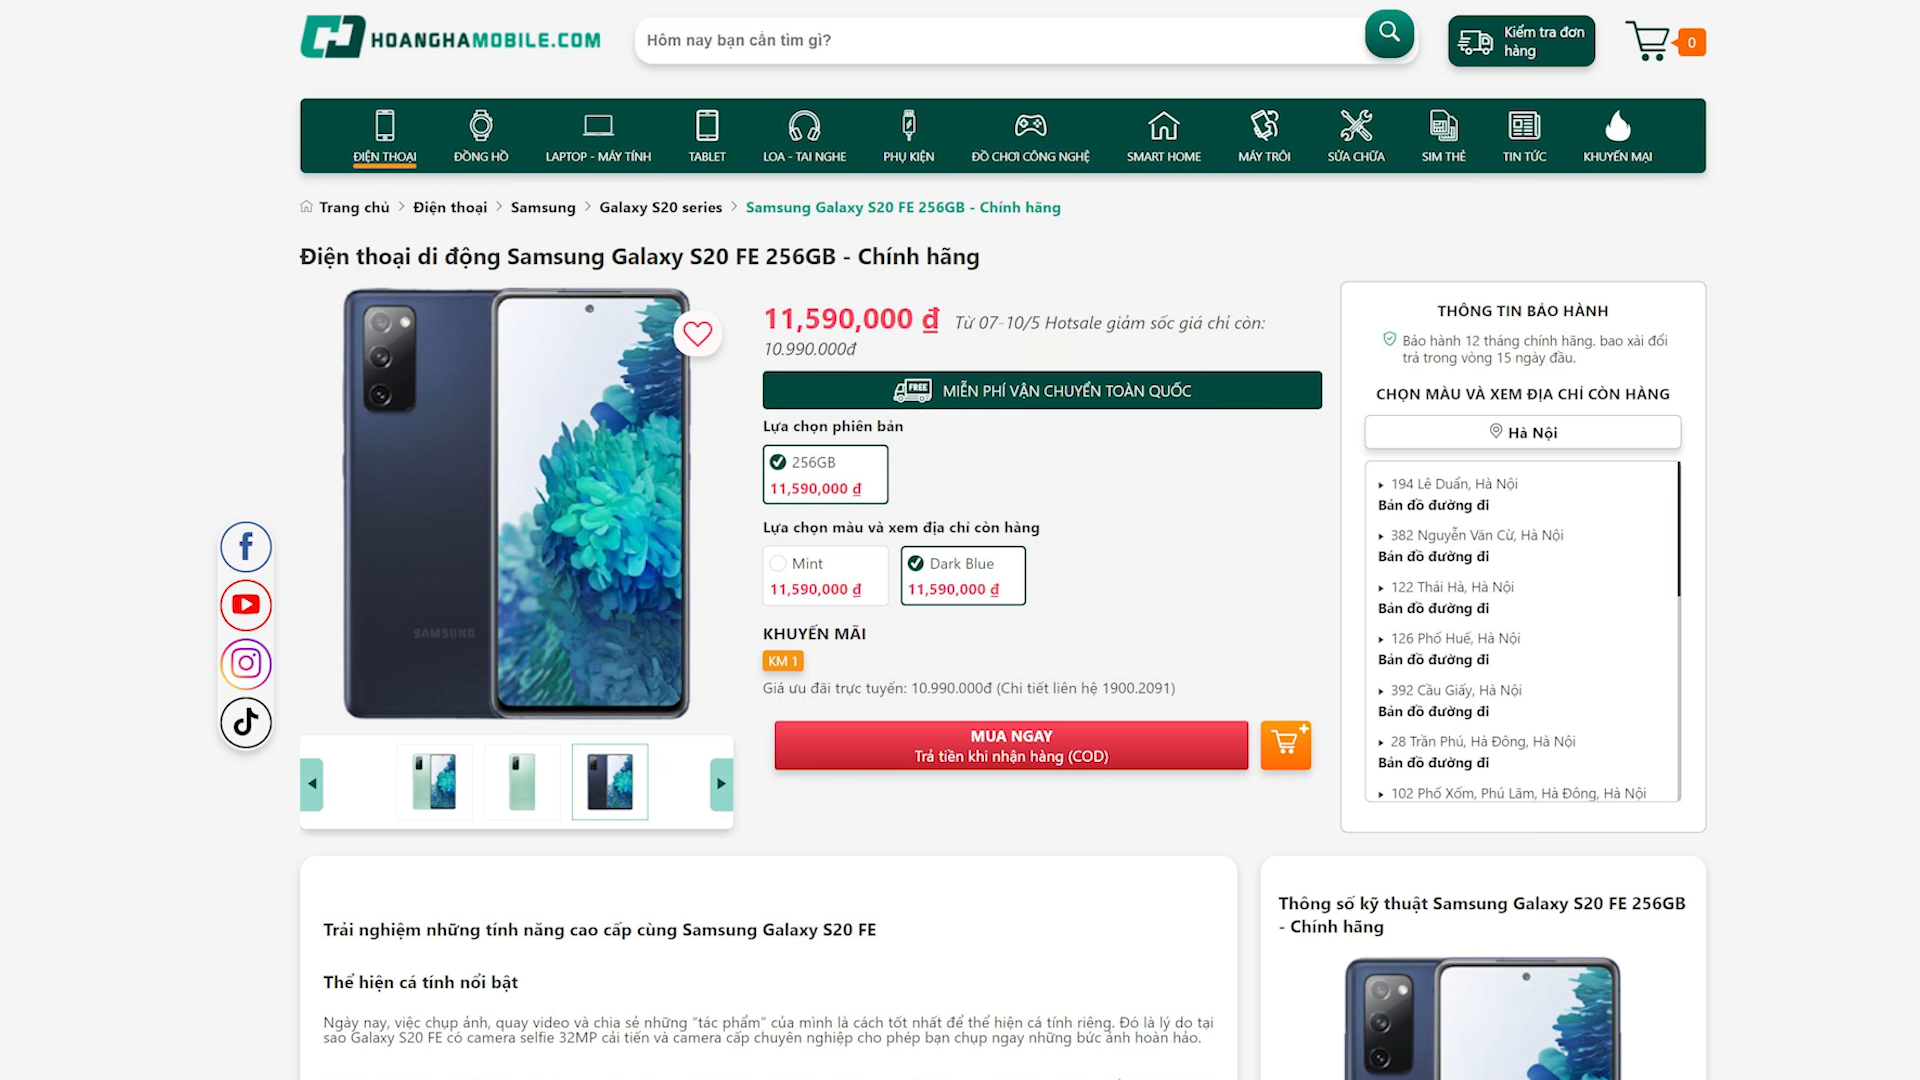 HOANGHAMOBILE.COM
Hôm nay bạn cần tìm gì?
Kiểm tra đơn
hàng
0
ĐIỆN THOẠI
ĐỒNG HỒ
LAPTOP - MÁY TÍNH
TABLET
LOA - TAI NGHE
PHỤ KIỆN
ĐỒ CHƠI CÔNG NGHỆ
SMART HOME
MÁY TRÔI
SỬA CHỮA
SIM THẺ
TIN TỨC
KHUYẾN MẠI
Trang chủ > Điện thoại > Samsung > Galaxy S20 series > Samsung Galaxy S20 FE 256GB - Chính hãng
Điện thoại di động Samsung Galaxy S20 FE 256GB - Chính hãng
SAMSUNG
11,590,000 ₫ Từ 07-10/5 Hotsale giảm sốc giá chỉ còn:
10.990.000đ
FREE MIỄN PHÍ VẬN CHUYỂN TOÀN QUỐC
Lựa chọn phiên bản
256GB
11,590,000 ₫
Lựa chọn màu và xem địa chỉ còn hàng
Mint
11,590,000 ₫
Dark Blue
11,590,000 ₫
KHUYẾN MÃI
KM 1
Giá ưu đãi trực tuyến: 10.990.000đ (Chi tiết liên hệ 1900.2091)
MUA NGAY
Trả tiền khi nhận hàng (COD)
THÔNG TIN BẢO HÀNH
Bảo hành 12 tháng chính hãng. bao xài đổi
trả trong vòng 15 ngày đầu.
CHỌN MÀU VÀ XEM ĐỊA CHỈ CÒN HÀNG
Hà Nội
194 Lê Duẩn, Hà Nội
Bản đồ đường đi
382 Nguyễn Văn Cừ, Hà Nội
Bản đồ đường đi
122 Thái Hà, Hà Nội
Bản đồ đường đi
126 Phố Huế, Hà Nội
Bản đồ đường đi
392 Cầu Giấy, Hà Nội
Bản đồ đường đi
28 Trần Phú, Hà Đông, Hà Nội
Bản đồ đường đi
102 Phố Xốm, Phú Lãm, Hà Đông, Hà Nội
Trải nghiệm những tính năng cao cấp cùng Samsung Galaxy S20 FE
Thể hiện cá tính nổi bật
Ngày nay, việc chụp ảnh, quay video và chia sẻ những “tác phẩm” của mình là cách tốt nhất để thể hiện cá tính riêng. Đó là lý do tại
sao Galaxy S20 FE có camera selfie 32MP cải tiến và camera cấp chuyên nghiệp cho phép bạn chụp ngay những bức ảnh hoàn hảo.
Thông số kỹ thuật Samsung Galaxy S20 FE 256GB
- Chính hãng